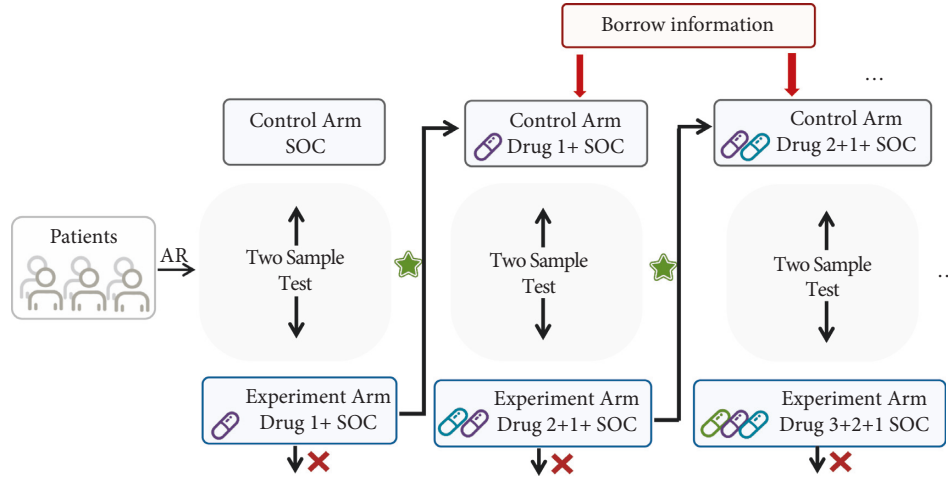 Borrow information
...
Control Arm
SOC
Control Arm
Drug 1+ SOC
Control Arm
Drug 2+1+ SOC
Patients
AR
Two Sample
Test
Two Sample
Test
Two Sample
Test
...
Experiment Arm
Drug 1+ SOC
Experiment Arm
Drug 2+1+ SOC
Experiment Arm
Drug 3+2+1 SOC